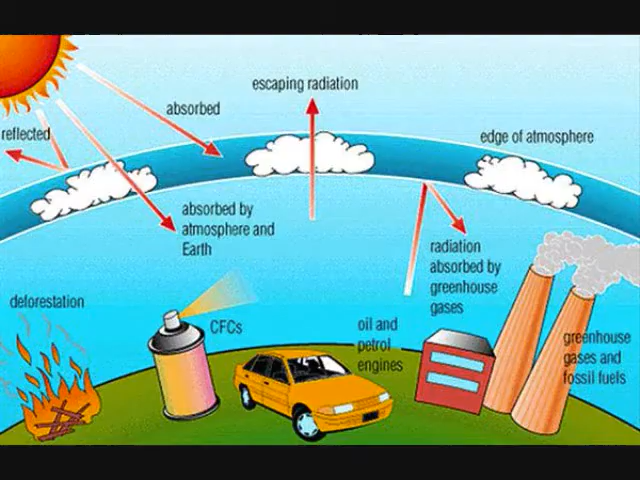 escaping radiation
absorbed
reflected
edge of atmosphere
absorbed by
atmosphere and
Earth
radiation
absorbed by
greenhouse
gases
deforestation
CFCs
oil and
petrol
engines
greenhouse
gases and
fossil fuels